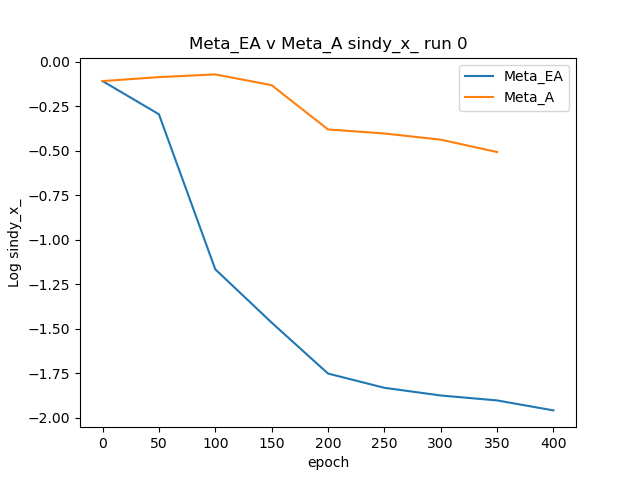 Meta_EA v Meta_A sindy_x_ run 0
Meta_EA
Meta_A
0.00
−0.25
−0.50
−0.75
−1.00
−1.25
−1.50
−1.75
−2.00
Log sindy_x_
0 50 100 150 200 250 300 350 400
epoch